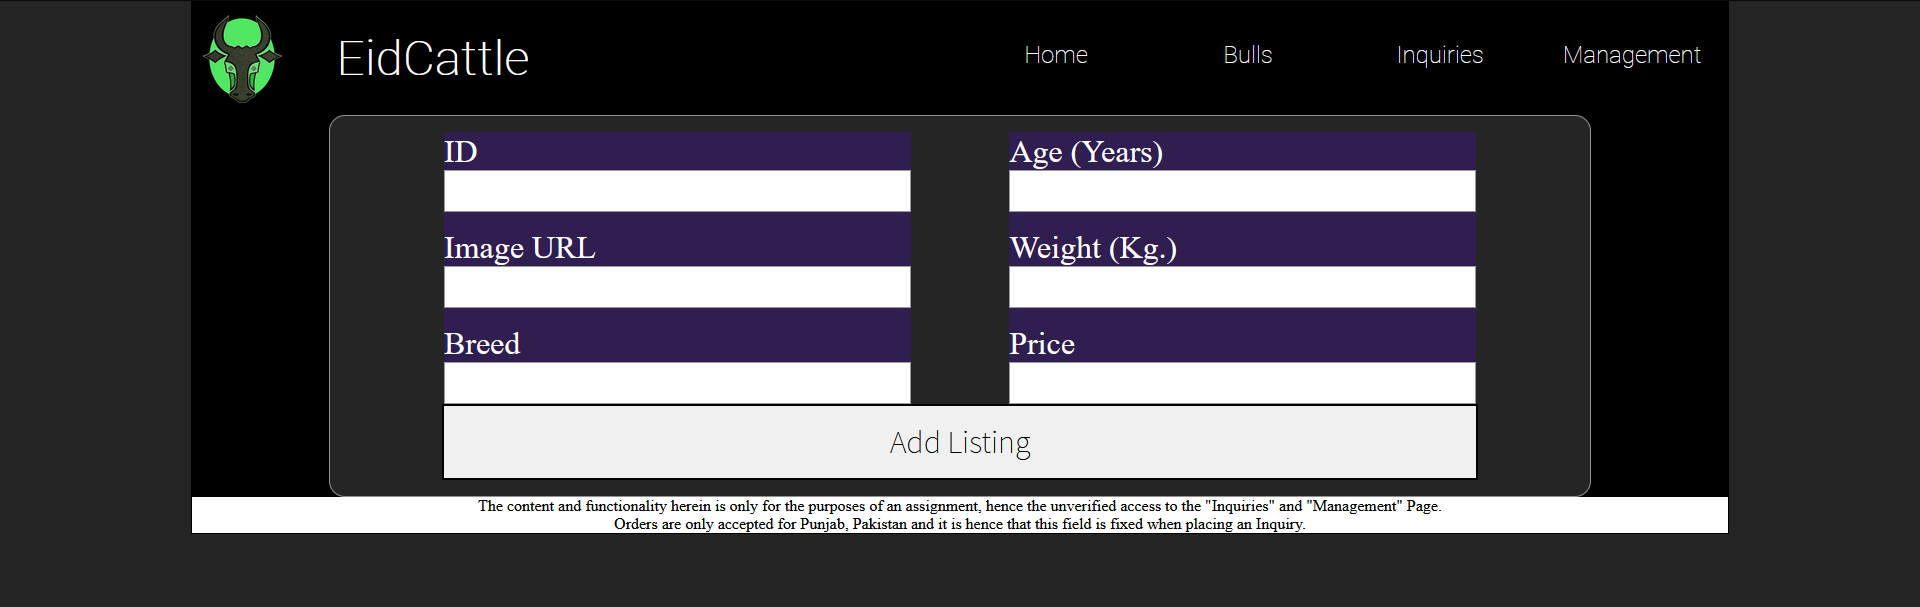 EidCattle
Home
Bulls
Inquiries
Management
ID
Age (Years)
Image URL
Weight (Kg.)
Breed
Price
Add Listing
The content and functionality herein is only for the purposes of an assignment, hence the unverified access to the "Inquiries" and "Management" Page.
Orders are only accepted for Punjab, Pakistan and it is hence that this field is fixed when placing an Inquiry.